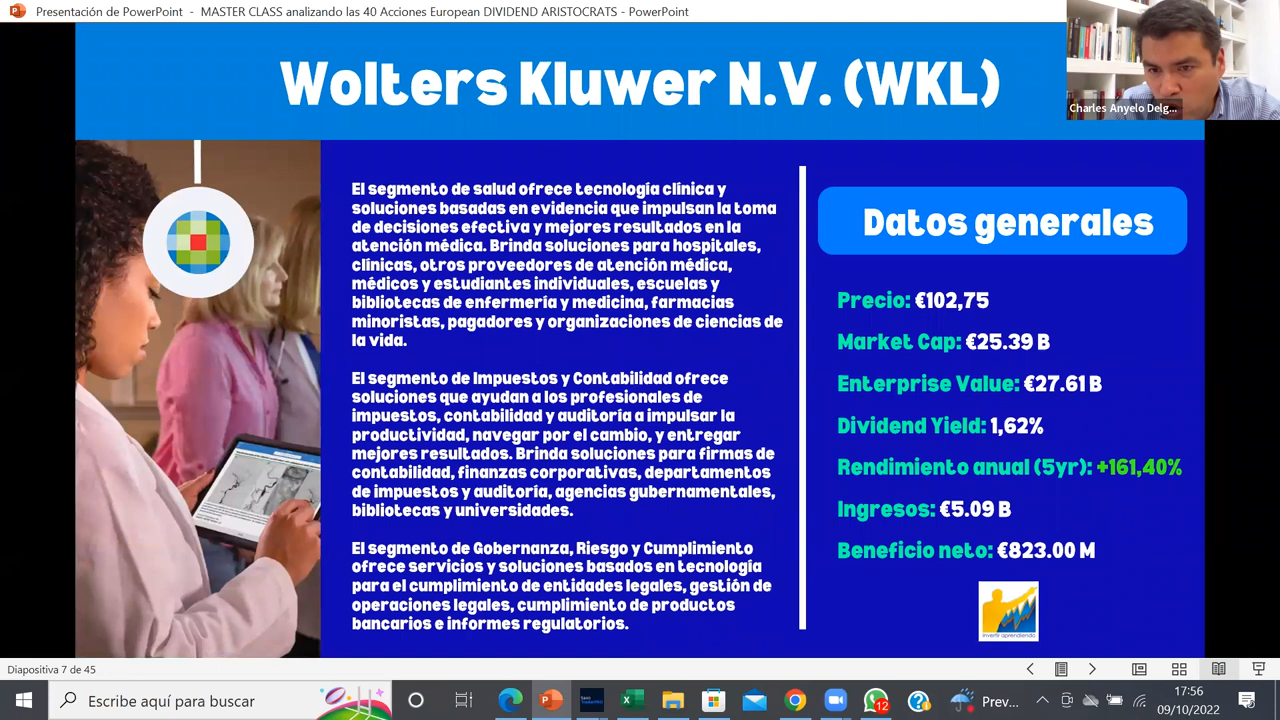 Presentación de PowerPoint - MASTER CLASS analizando las 40 Acciones European DIVIDEND ARISTOCRATS - PowerPoint
Wolters Kluwer N.V. (WKL)
Charles Anyelo Delg...
El segmento de salud ofrece tecnología clínica y
soluciones basadas en evidencia que impulsan la toma
de decisiones efectiva y mejores resultados en la
atención médica. Brinda soluciones para hospitales,
clínicas, otros proveedores de atención médica,
médicos y estudiantes individuales, escuelas y
bibliotecas de enfermería y medicina, farmacias
minoristas, pagadores y organizaciones de ciencias de
la vida.
El segmento de Impuestos y Contabilidad ofrece
soluciones que ayudan a los profesionales de
impuestos, contabilidad y auditoría a impulsar la
productividad, navegar por el cambio, y entregar
mejores resultados. Brinda soluciones para firmas de
contabilidad, finanzas corporativas, departamentos
de impuestos y auditoría, agencias gubernamentales,
bibliotecas y universidades.
El segmento de Gobernanza, Riesgo y Cumplimiento
ofrece servicios y soluciones basados en tecnología
para el cumplimiento de entidades legales, gestión de
operaciones legales, cumplimiento de productos
bancarios e informes regulatorios.
Datos generales
Precio: €102,75
Market Cap: €25.39 B
Enterprise Value: €27.61 B
Dividend Yield: 1,62%
Rendimiento anual (5yr): +161,40%
Ingresos: €5.09 B
Beneficio neto: €823.00 M
invertir aprendiendo
Diapositiva 7 de 45
Escribe aquí para buscar
12
Prev...
17:56
09/10/2022